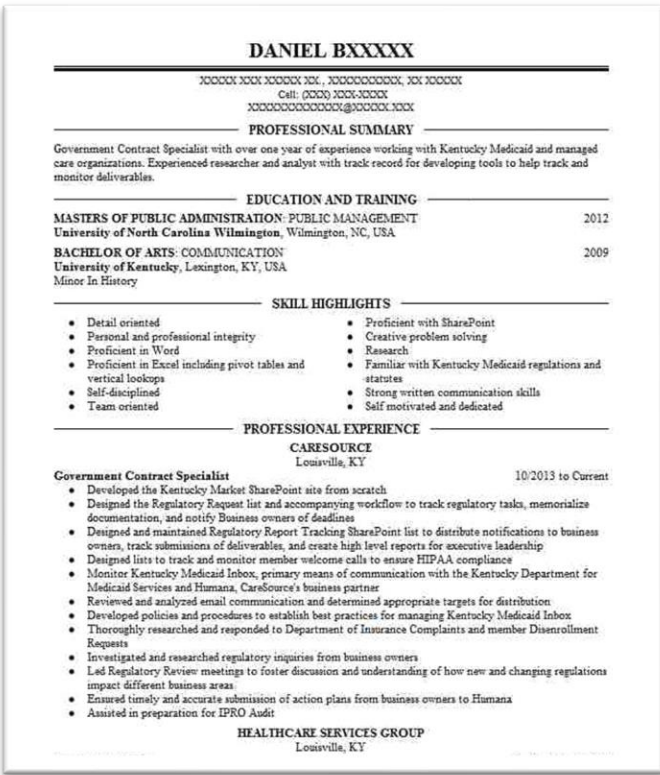 DANIEL BXXXXX
XXXXX XXX XXXXX XX., XXXXXXXXXX, XX XXXXX
Cell: (XXX) XXX-XXXX
XXXXXXXXXXXXX@XXXXX.XXX
PROFESSIONAL SUMMARY
Government Contract Specialist with over one year of experience working with Kentucky Medicaid and managed
care organizations. Experienced researcher and analyst with track record for developing tools to help track and
monitor deliverables.
EDUCATION AND TRAINING
MASTERS OF PUBLIC ADMINISTRATION: PUBLIC MANAGEMENT 2012
University of North Carolina Wilmington, Wilmington, NC, USA
BACHELOR OF ARTS: COMMUNICATION 2009
University of Kentucky, Lexington, KY, USA
Minor In History
SKILL HIGHLIGHTS
• Detail oriented
• Personal and professional integrity
• Proficient in Word
• Proficient in Excel including pivot tables and
vertical lookups
• Self-disciplined
• Team oriented
• Proficient with SharePoint
• Creative problem solving
• Research
• Familiar with Kentucky Medicaid regulations and
statutes
• Strong written communication skills
• Self motivated and dedicated
PROFESSIONAL EXPERIENCE
CARESOURCE
Louisville, KY
Government Contract Specialist 10/2013 to Current
• Developed the Kentucky Market SharePoint site from scratch
• Designed the Regulatory Request list and accompanying workflow to track regulatory tasks, memorialize
documentation, and notify Business owners of deadlines
• Designed and maintained Regulatory Report Tracking SharePoint list to distribute notifications to business
owners, track submissions of deliverables, and create high level reports for executive leadership
• Designed lists to track and monitor member welcome calls to ensure HIPAA compliance
• Monitor Kentucky Medicaid Inbox, primary means of communication with the Kentucky Department for
Medicaid Services and Humana, CareSource's business partner
• Reviewed and analyzed email communication and determined appropriate targets for distribution
• Developed policies and procedures to establish best practices for managing Kentucky Medicaid Inbox
• Thoroughly researched and responded to Department of Insurance Complaints and member Disenrollment
Requests
• Investigated and researched regulatory inquiries from business owners
• Led Regulatory Review meetings to foster discussion and understanding of how new and changing regulations
impact different business areas
• Ensured timely and accurate submission of action plans from business owners to Humana
• Assisted in preparation for IPRO Audit
HEALTHCARE SERVICES GROUP
Louisville, KY